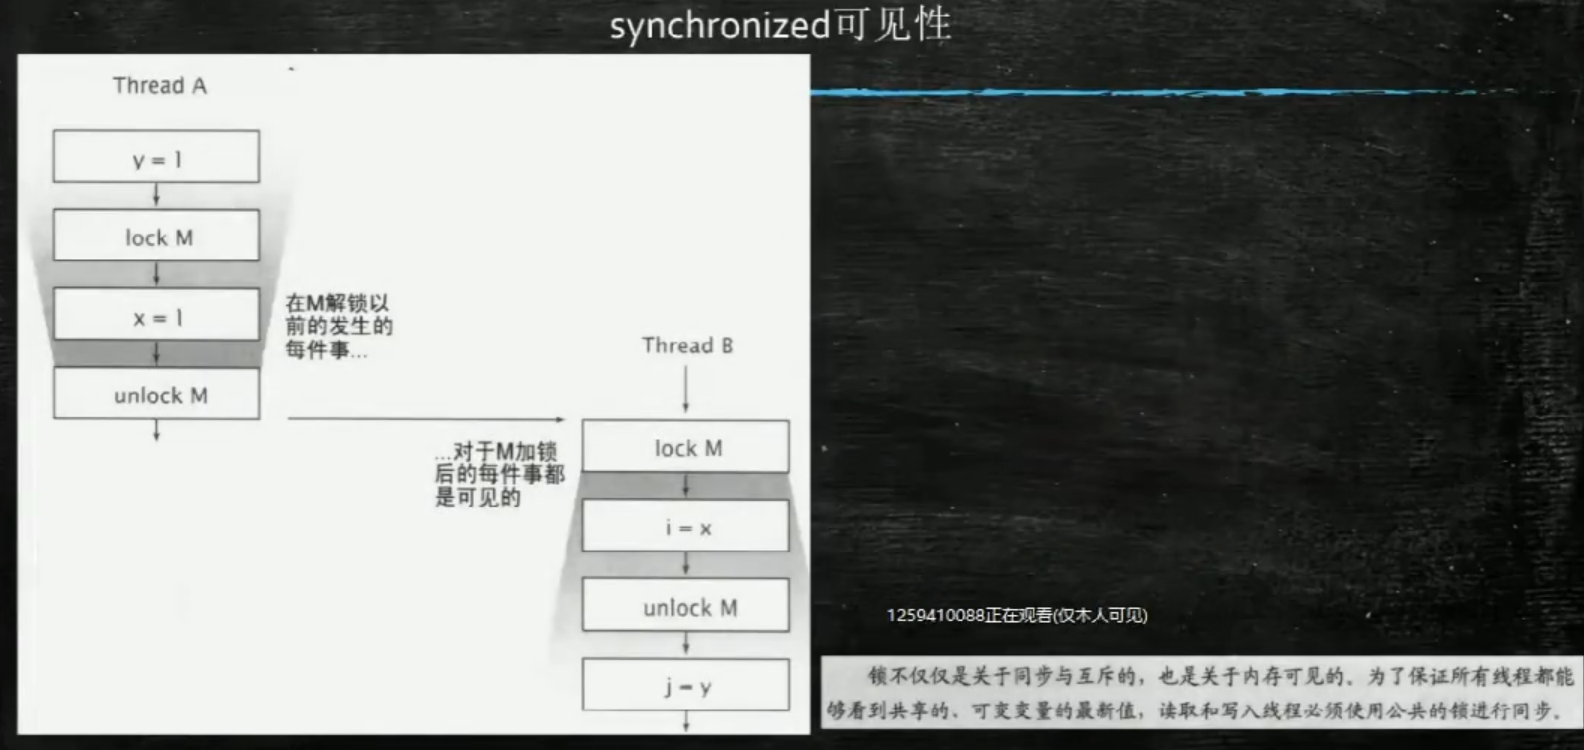 synchronized可见性
Thread A
y = 1
lock M
x = 1
unlock M
在M解锁以
前的发生的
每件事...
Thread B
lock M
...对于M加锁
后的每件事都
是可见的
i = x
unlock M
j = y
1259410088正在观看(仅本人可见)
锁不仅仅是关于同步与互斥的，也是关于内存可见的。为了保证所有线程都能
够看到共享的、可变变量的最新值，读取和写入线程必须使用公共的锁进行同步。